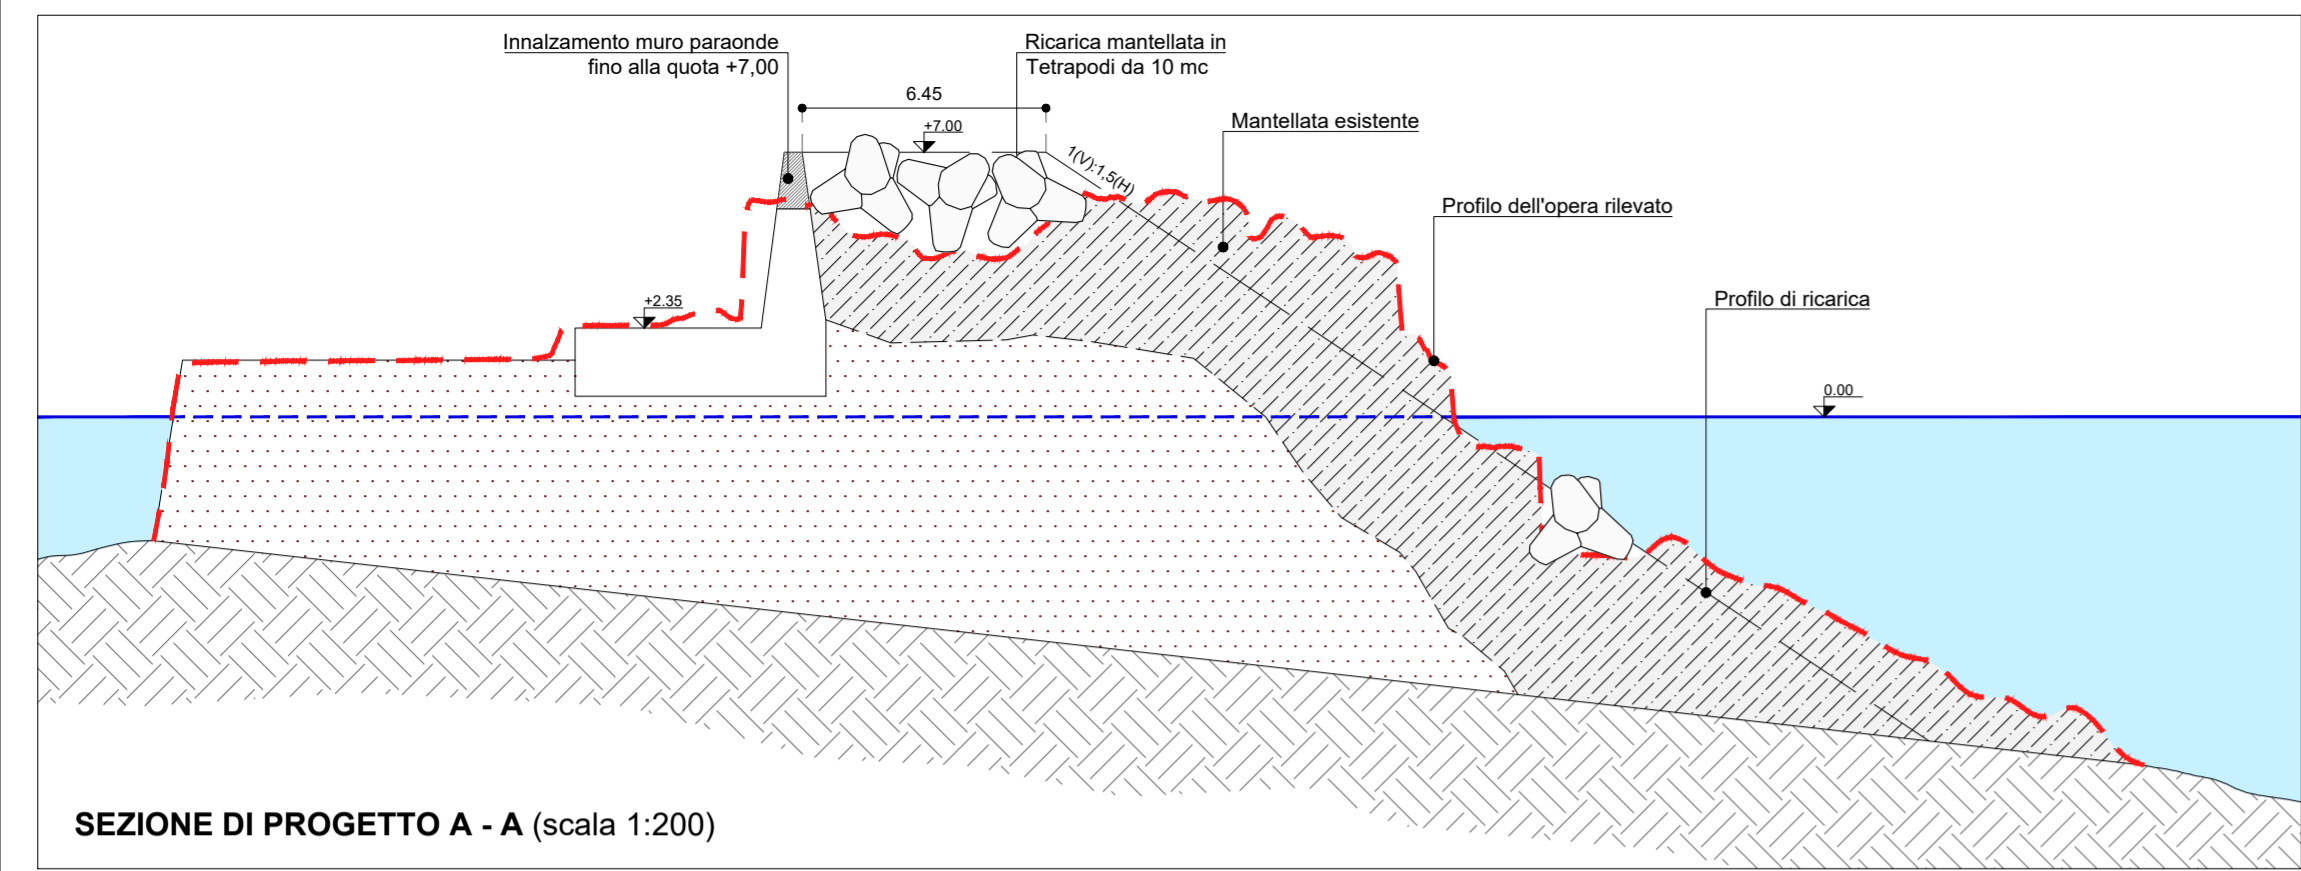 Innalzamento muro paraonde
fino alla quota +7,00
Ricarica mantellata in
Tetrapodi da 10 mc
6.45
+7.00
1(V):1,5(H)
Mantellata esistente
Profilo dell'opera rilevato
Profilo di ricarica
+2.35
0.00
SEZIONE DI PROGETTO A - A (scala 1:200)